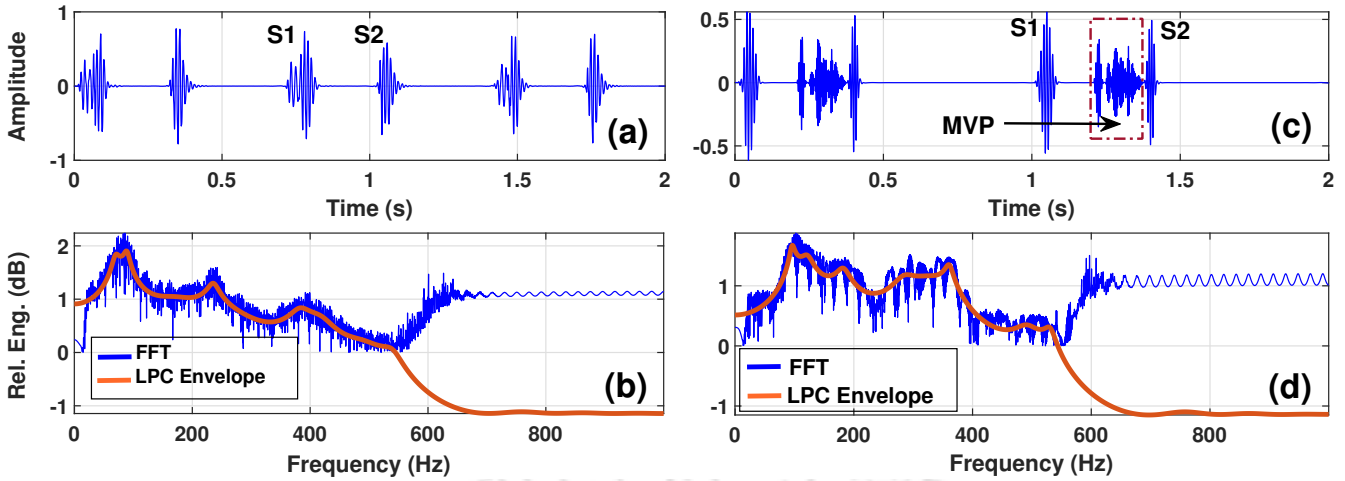 1
0
-1
Amplitude
S1
S2
(a)
0
0.5
1
1.5
2
Time (s)
0.5
0
-0.5
S1
S2
MVP
(c)
0
0.5
1
1.5
2
Time (s)
2
1
0
-1
Rel. Eng. (dB)
FFT
LPC Envelope
(b)
0
200
400
600
800
Frequency (Hz)
2
1
0
-1
FFT
LPC Envelope
(d)
0
200
400
600
800
Frequency (Hz)